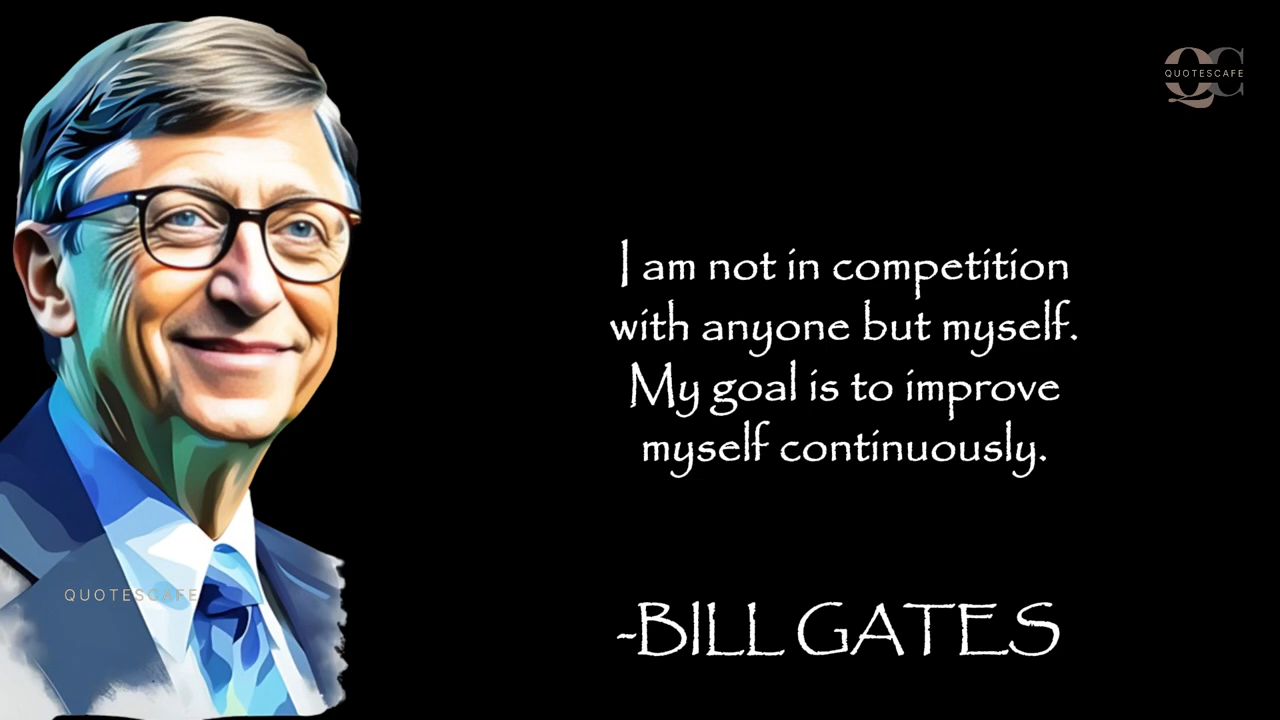 QUOTESCAFE
I am not in competition
with anyone but myself.
My goal is to improve
myself continuously.
QUOTESCAFE
-BILL GATES